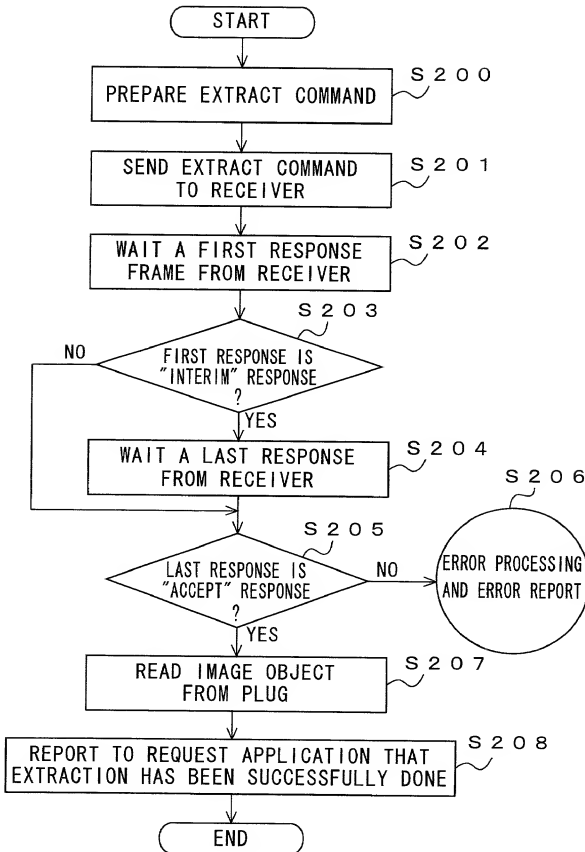 START
S200
PREPARE EXTRACT COMMAND
S201
SEND EXTRACT COMMAND
TO RECEIVER
S202
WAIT A FIRST RESPONSE
FRAME FROM RECEIVER
S203
NO
FIRST RESPONSE IS
"INTERIM" RESPONSE
?
YES
S204
WAIT A LAST RESPONSE
FROM RECEIVER
S205
S206
LAST RESPONSE IS
"ACCEPT" RESPONSE
?
NO
ERROR PROCESSING
AND ERROR REPORT
YES
S207
READ IMAGE OBJECT
FROM PLUG
S208
REPORT TO REQUEST APPLICATION THAT
EXTRACTION HAS BEEN SUCCESSFULLY DONE
END